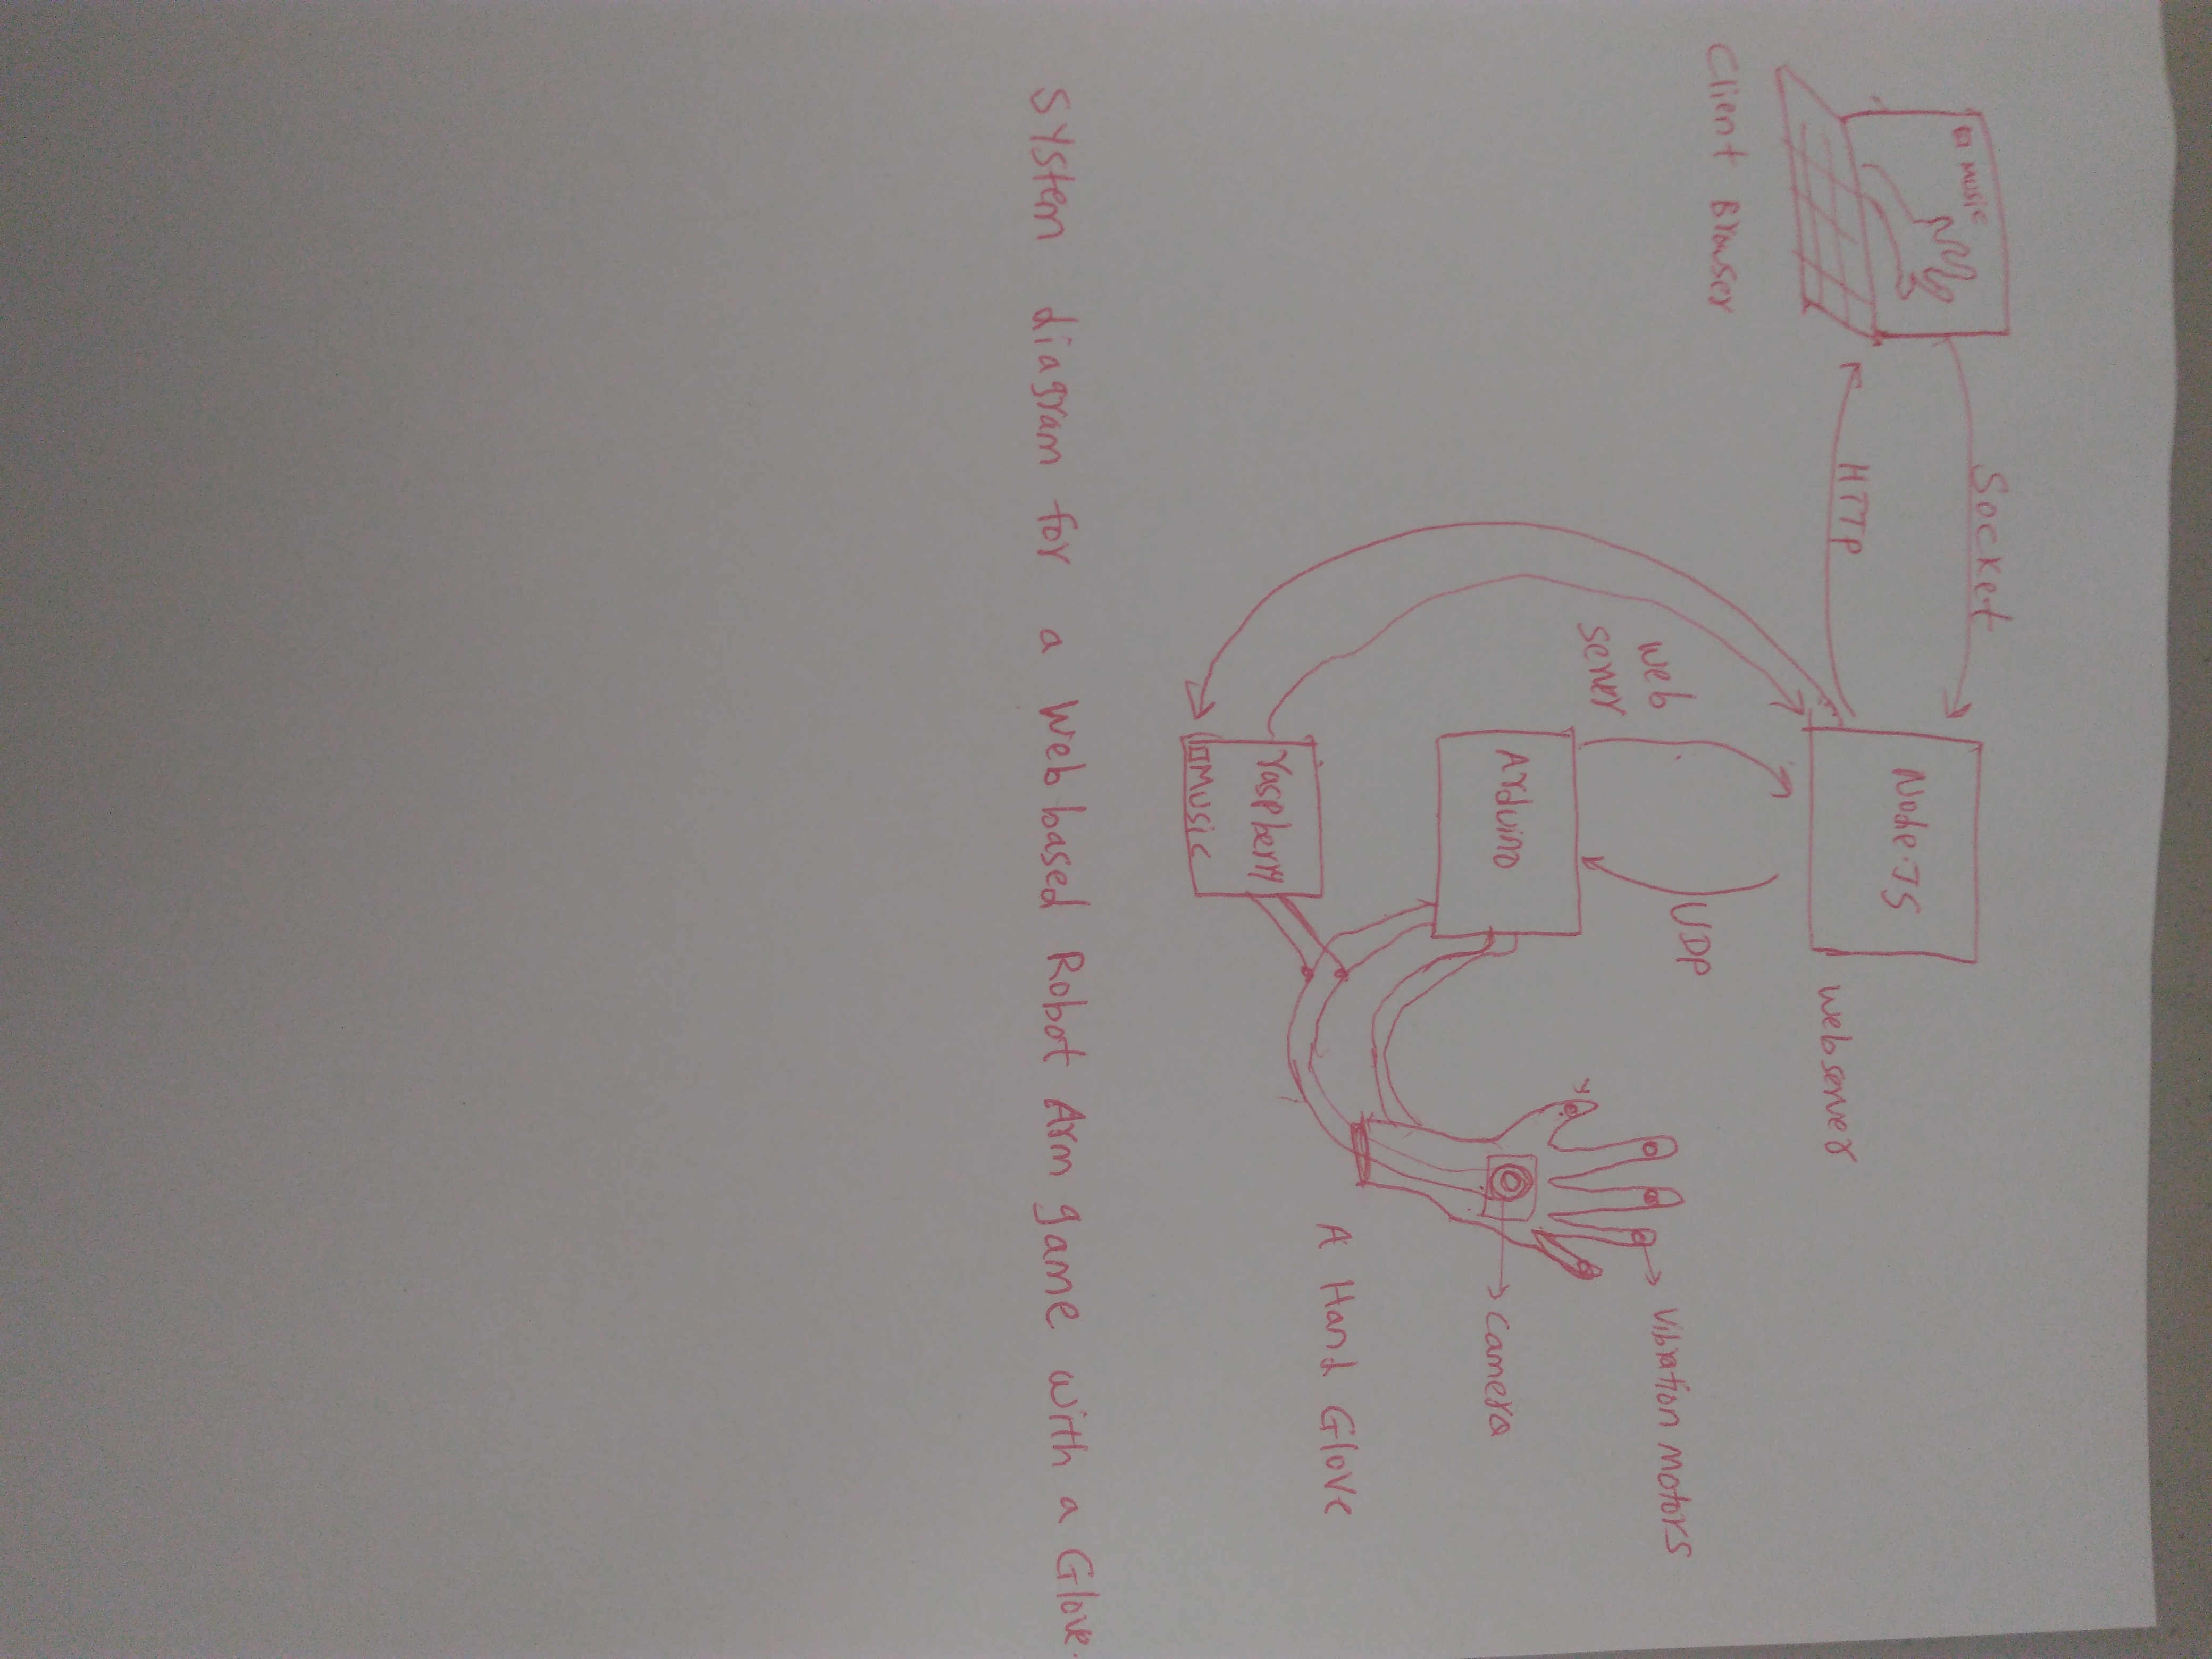 Socket
MUSIC
Node.JS
HTTP
Webserver
Client Browser
UDP
Vibration Motors
Web
server
Arduino
Camera
A Hand Glove
raspberry
Music
System diagram for a Web based Robot Arm game with a Glove.